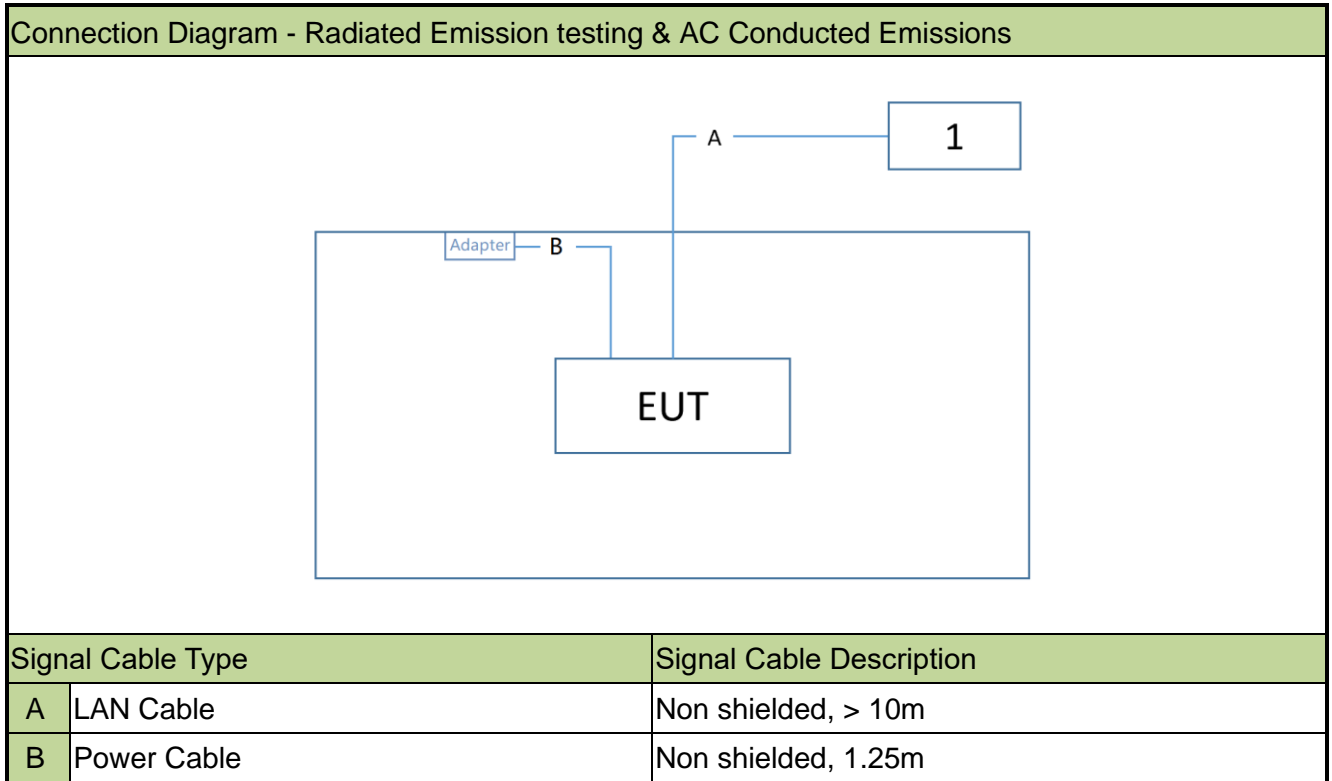 Connection Diagram - Radiated Emission testing & AC Conducted Emissions
A
1
Adapter
B
EUT
Signal Cable Type Signal Cable Description
A LAN Cable Non shielded, > 10m
B Power Cable Non shielded, 1.25m